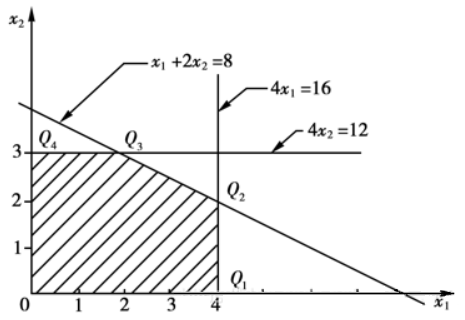 x₂
x₁ + 2x₂ = 8
4x₁ = 16
4x₂ = 12
3
Q₄
Q₃
2
Q₂
1
Q₁
0
1
2
3
4
x₁